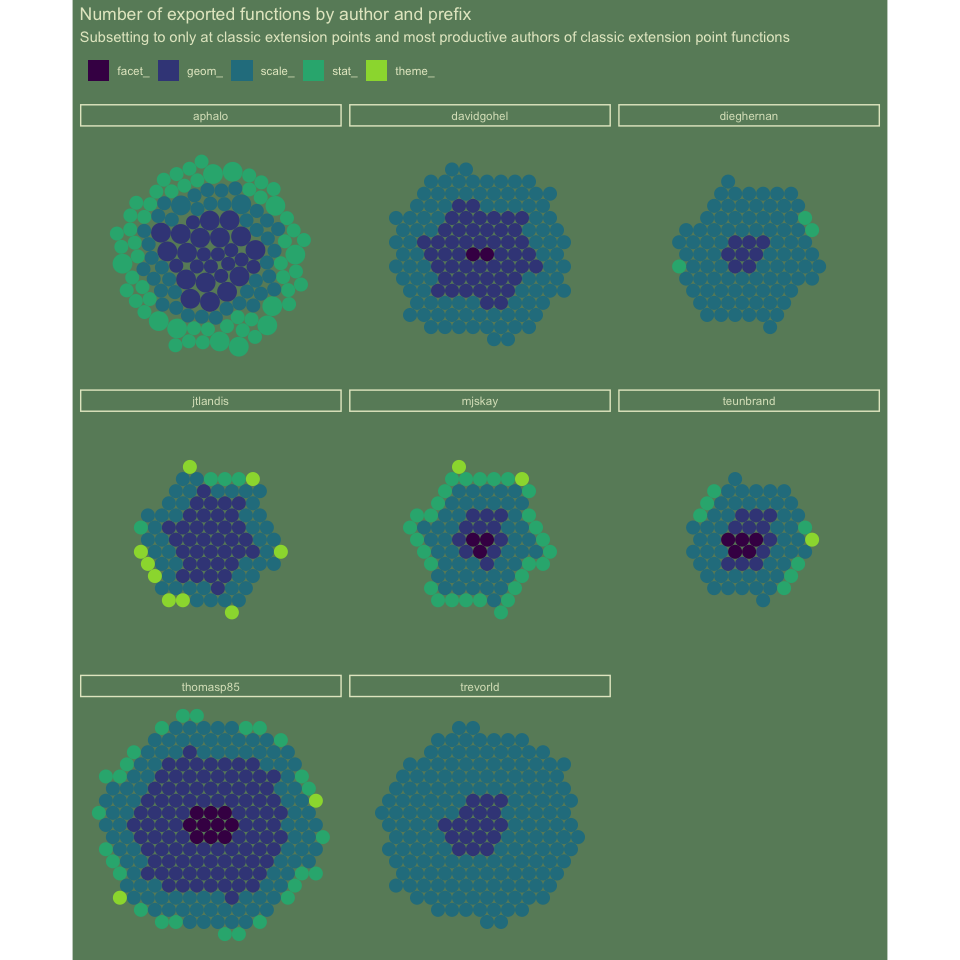 Number of exported functions by author and prefix
Subsetting to only at classic extension points and most productive authors of classic extension point functions
facet_ geom_ scale_ stat_ theme_
aphalo davidgohel dieghernan
jtlandis mjskay teunbrand
thomasp85 trevorld